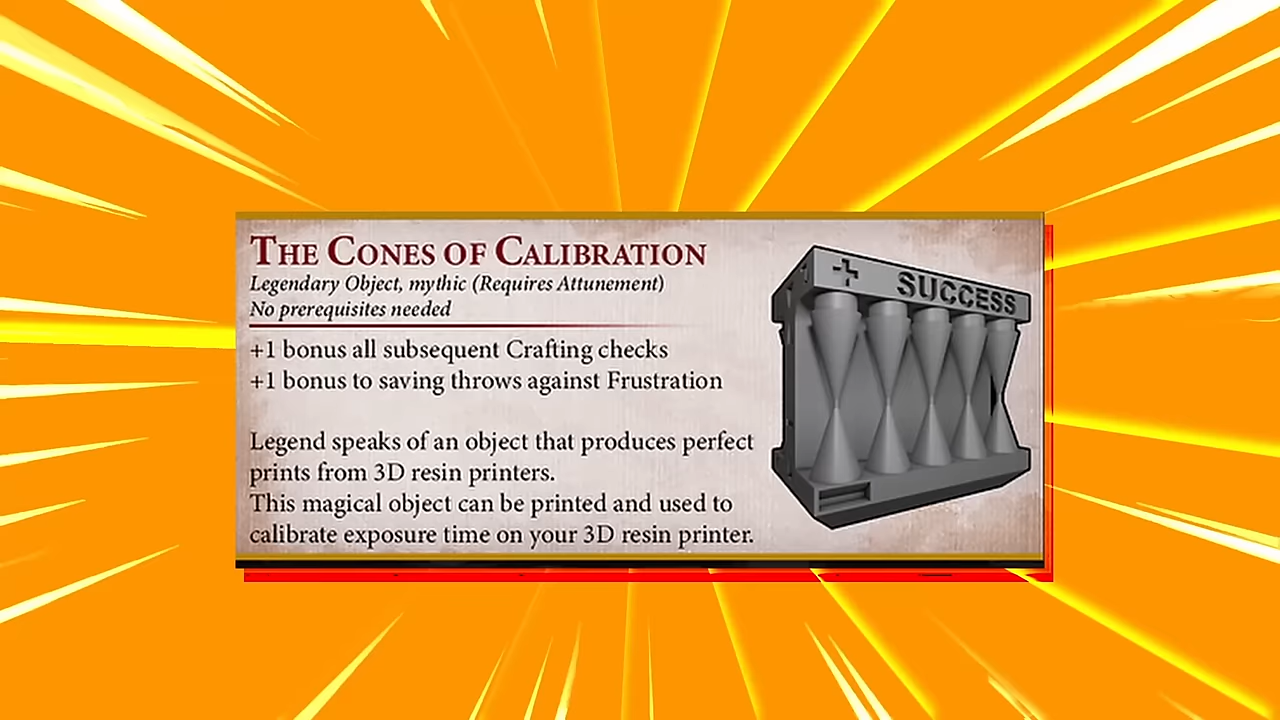 THE CONES OF CALIBRATION
Legendary Object, mythic (Requires Attunement)
No prerequisites needed
+1 bonus all subsequent Crafting checks
+1 bonus to saving throws against Frustration
Legend speaks of an object that produces perfect
prints from 3D resin printers.
This magical object can be printed and used to
calibrate exposure time on your 3D resin printer.
+ SUCCESS